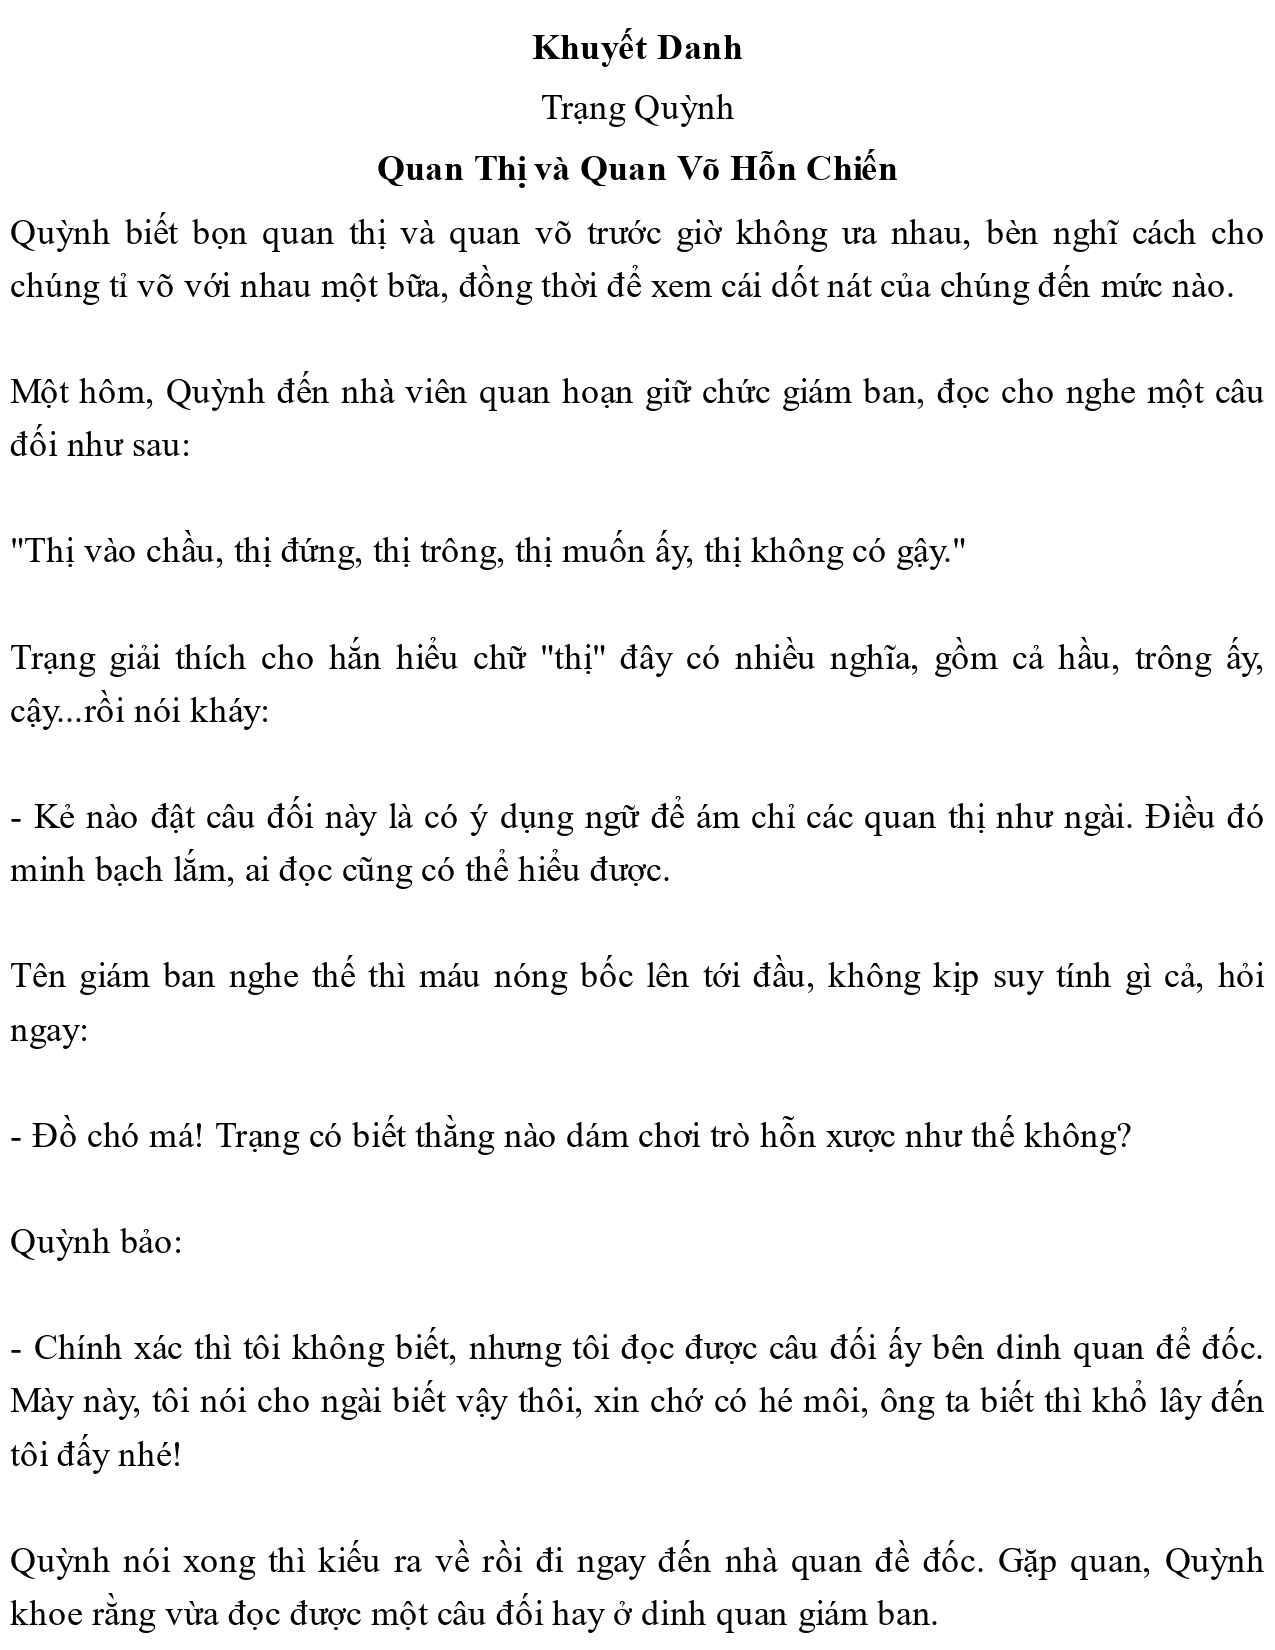 Khuyết Danh
Trạng Quỳnh
Quan Thị và Quan Võ Hỗn Chiến
Quỳnh biết bọn quan thị và quan võ trước giờ không ưa nhau, bèn nghĩ cách cho
chúng tỉ võ với nhau một bữa, đồng thời để xem cái dốt nát của chúng đến mức nào.
Một hôm, Quỳnh đến nhà viên quan hoạn giữ chức giám ban, đọc cho nghe một câu
đối như sau:
"Thị vào chầu, thị đứng, thị trông, thị muốn ấy, thị không có gậy."
Trạng giải thích cho hắn hiểu chữ "thị" đây có nhiều nghĩa, gồm cả hầu, trông ấy,
cậy...rồi nói kháy:
- Kẻ nào đật câu đối này là có ý dụng ngữ để ám chỉ các quan thị như ngài. Điều đó
minh bạch lắm, ai đọc cũng có thể hiểu được.
Tên giám ban nghe thế thì máu nóng bốc lên tới đầu, không kịp suy tính gì cả, hỏi
ngay:
- Đồ chó má! Trạng có biết thằng nào dám chơi trò hỗn xược như thế không?
Quỳnh bảo:
- Chính xác thì tôi không biết, nhưng tôi đọc được câu đối ấy bên dinh quan để đốc.
Mày này, tôi nói cho ngài biết vậy thôi, xin chớ có hé môi, ông ta biết thì khổ lây đến
tôi đấy nhé!
Quỳnh nói xong thì kiếu ra về rồi đi ngay đến nhà quan đề đốc. Gặp quan, Quỳnh
khoe rằng vừa đọc được một câu đối hay ở dinh quan giám ban.